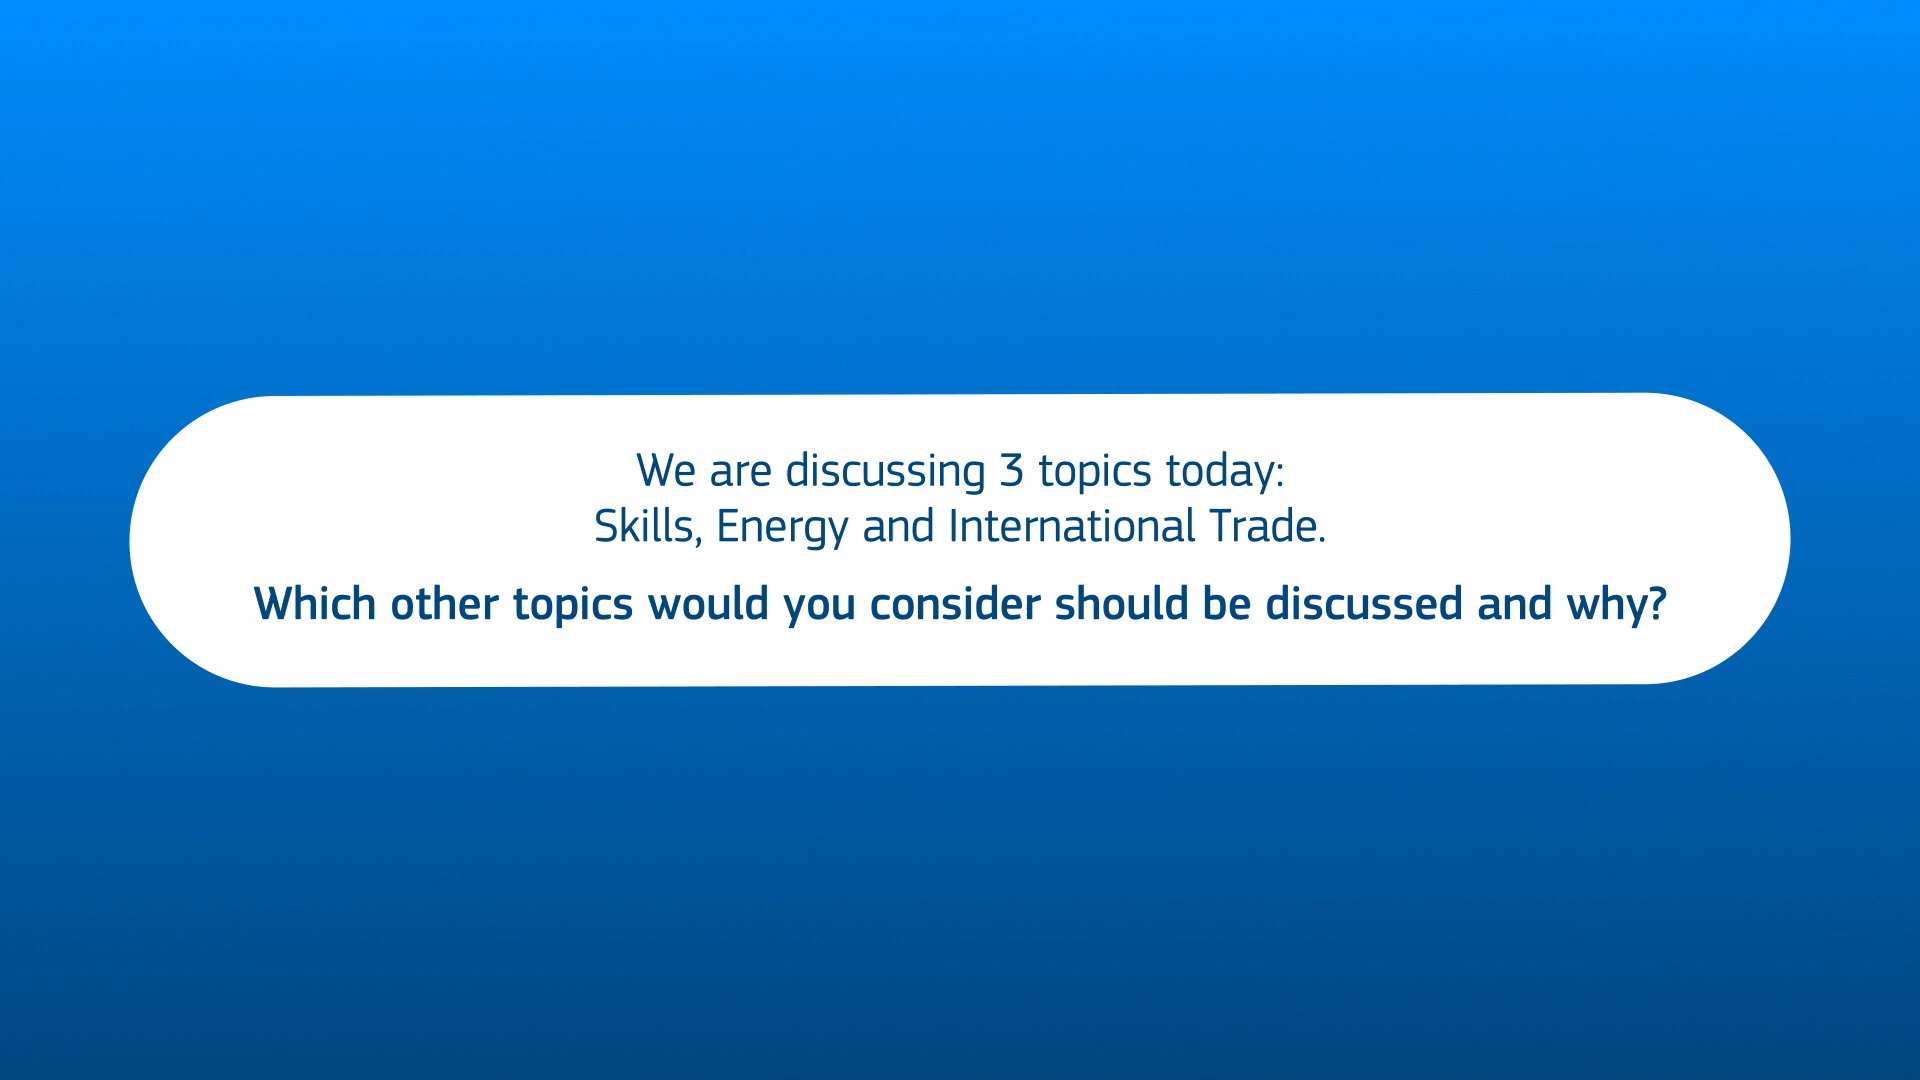 We are discussing 3 topics today:
Skills, Energy and International Trade.
Which other topics would you consider should be discussed and why?